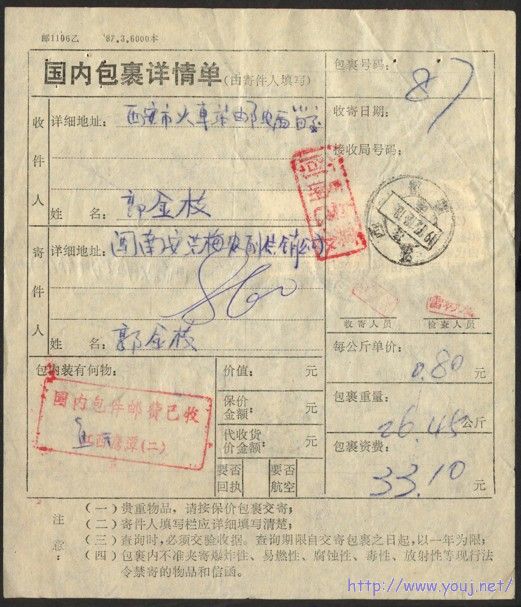 邮1106乙 '87.3.6000本
国内包裹详情单(由寄件人填写)
包裹号码: 87
收件人
详细地址: 西安市火车站邮
收寄日期:
接收局号码:
姓 名: 郭金枝
寄件人
详细地址: 闽南安
860
姓 名: 郭金枝
收寄人员
检查人员
包内装有何物:
国内包件邮费已收
江西鹰潭(二)
价值: 元
保价金额: 元
代收货价金额: 元
要否回执
要否航空
每公斤单价:
0.80 元
包裹重量:
26.45 公斤
包裹资费:
33.10 元
注意:
(一)贵重物品,请按保价包裹交寄;
(二)寄件人填写栏应详细填写清楚;
(三)查询时,必须交验收据。查询期限自交寄包裹之日起,以一年为限;
(四)包裹内不准夹寄爆炸性、易燃性、腐蚀性、毒性、放射性等现行法
令禁寄的物品和信函。
http://www.youj.net/